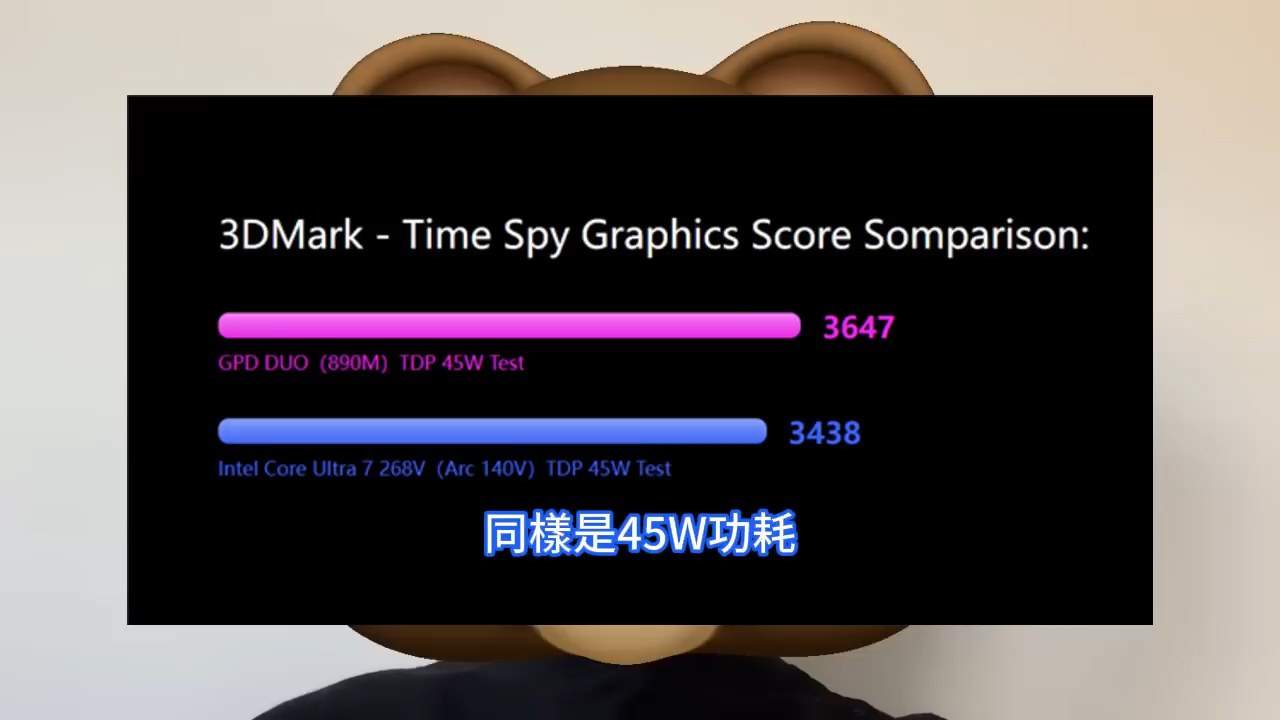 3DMark - Time Spy Graphics Score Somparison:
3647
GPD DUO (890M) TDP 45W Test
3438
Intel Core Ultra 7 268V (Arc 140V) TDP 45W Test
同樣是45W功耗